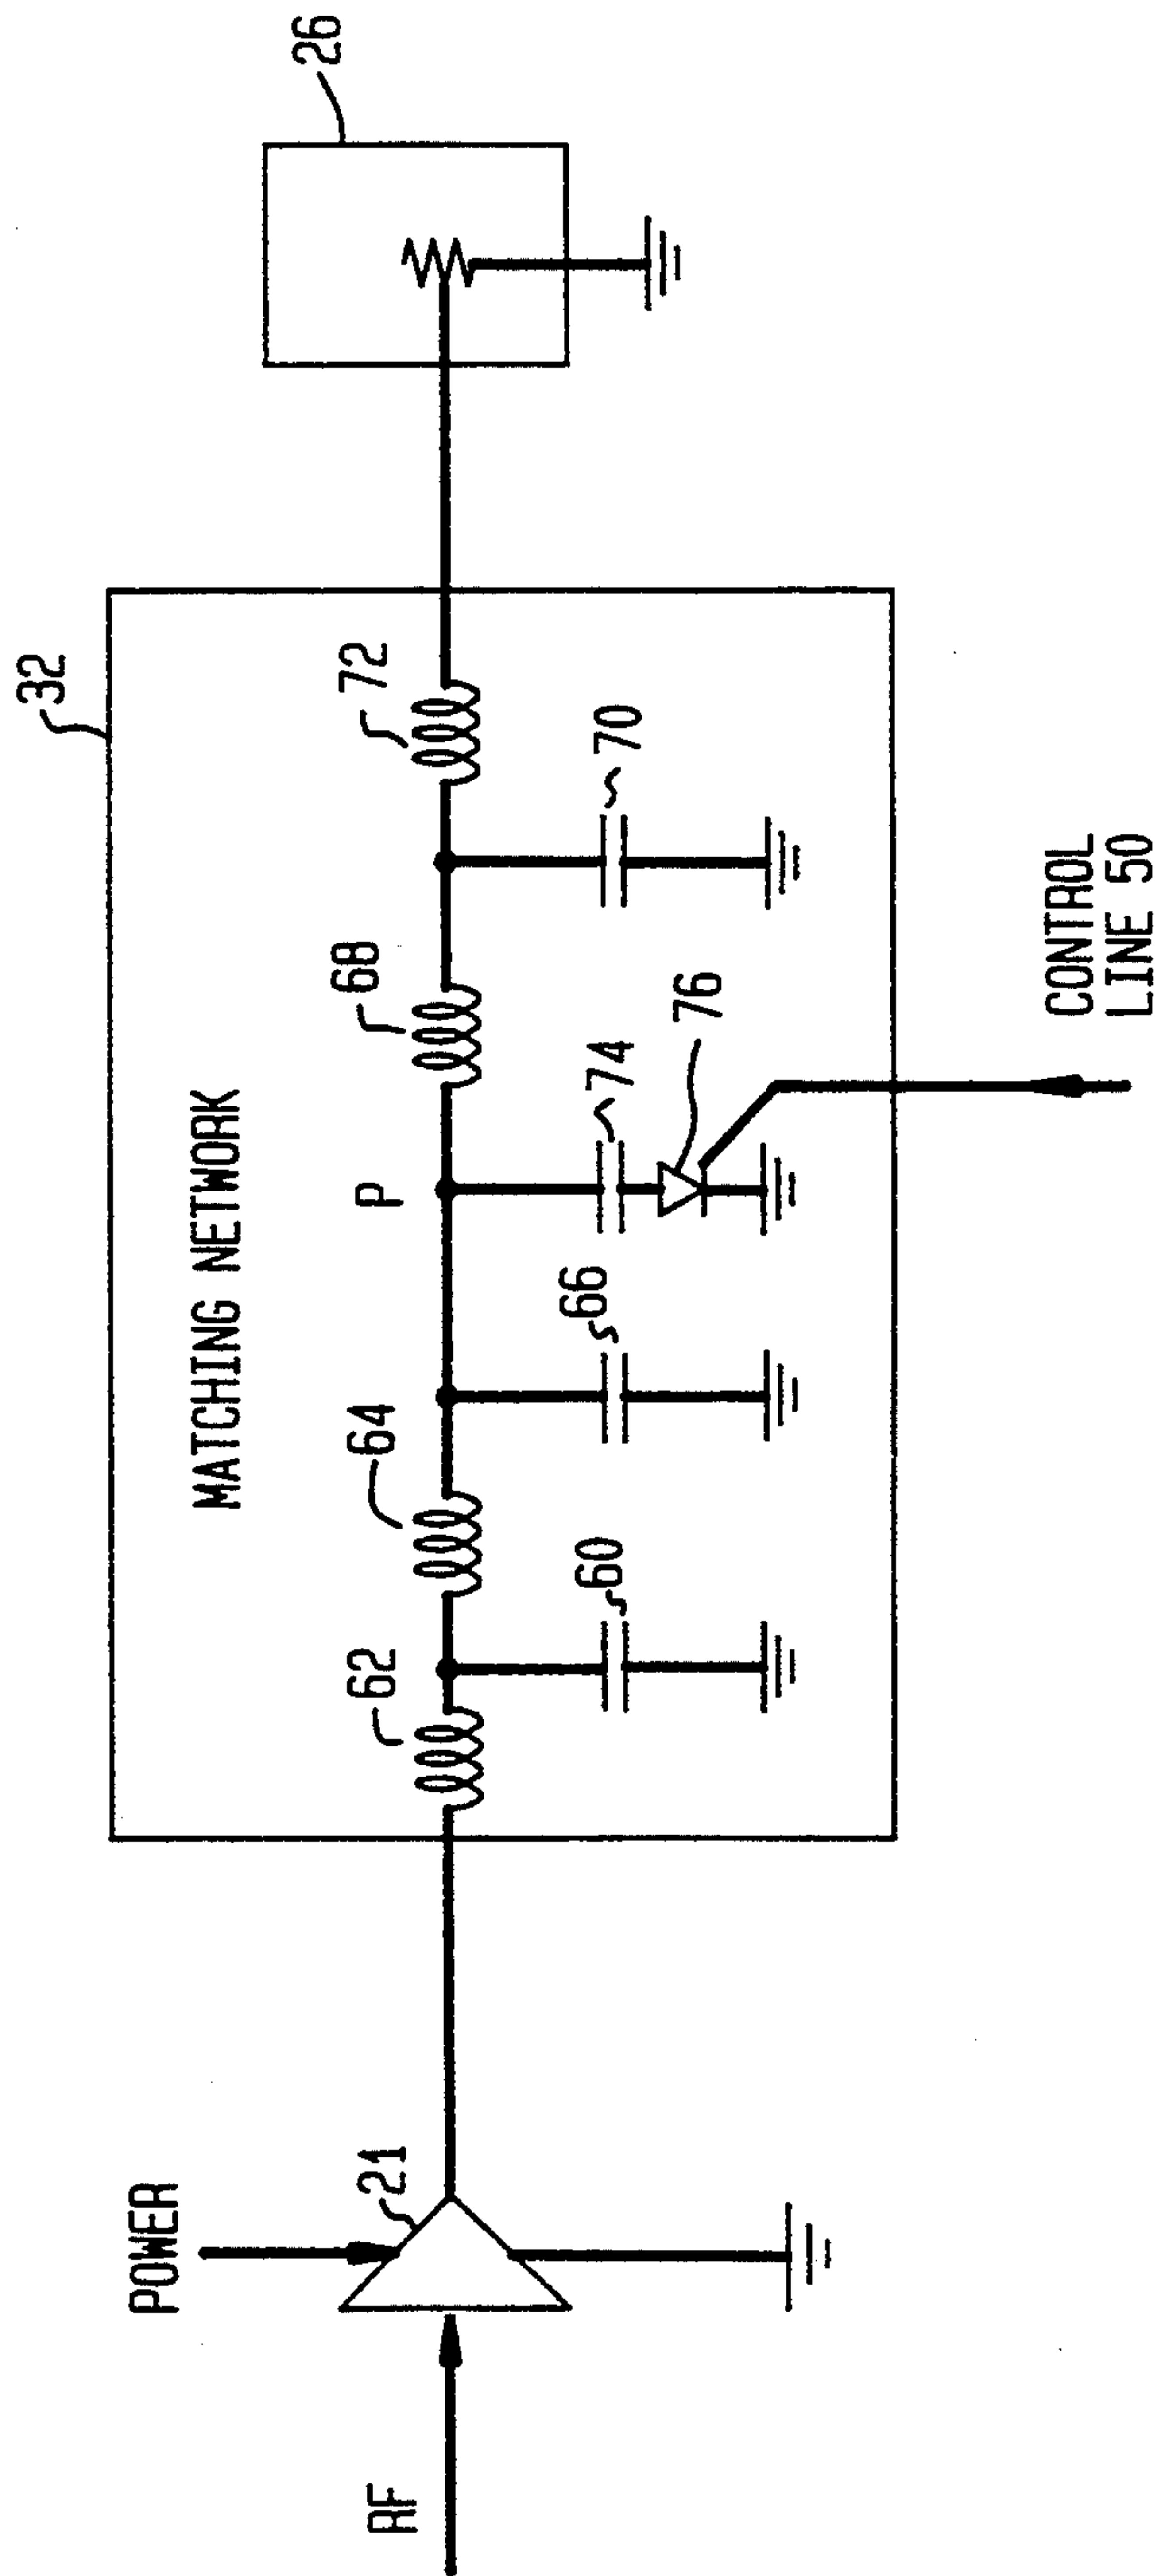 32
26
MATCHING NETWORK
POWER
21
RF
62
64
P
68
72
60
66
74
76
70
CONTROL
LINE 50